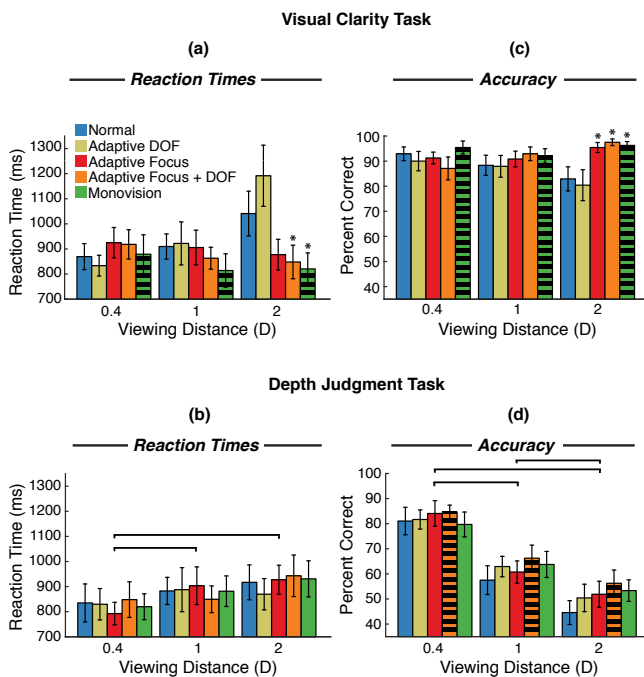 Visual Clarity Task
(a)
Reaction Times
Normal
Adaptive DOF
Adaptive Focus
Adaptive Focus + DOF
Monovision
Reaction Time (ms)
1300
1200
1100
1000
900
800
700
* *
0.4 1 2
Viewing Distance (D)
(c)
Accuracy
Percent Correct
100
90
80
70
60
50
40
* * *
0.4 1 2
Viewing Distance (D)
Depth Judgment Task
(b)
Reaction Times
Reaction Time (ms)
1300
1200
1100
1000
900
800
700
0.4 1 2
Viewing Distance (D)
(d)
Accuracy
Percent Correct
100
90
80
70
60
50
40
0.4 1 2
Viewing Distance (D)